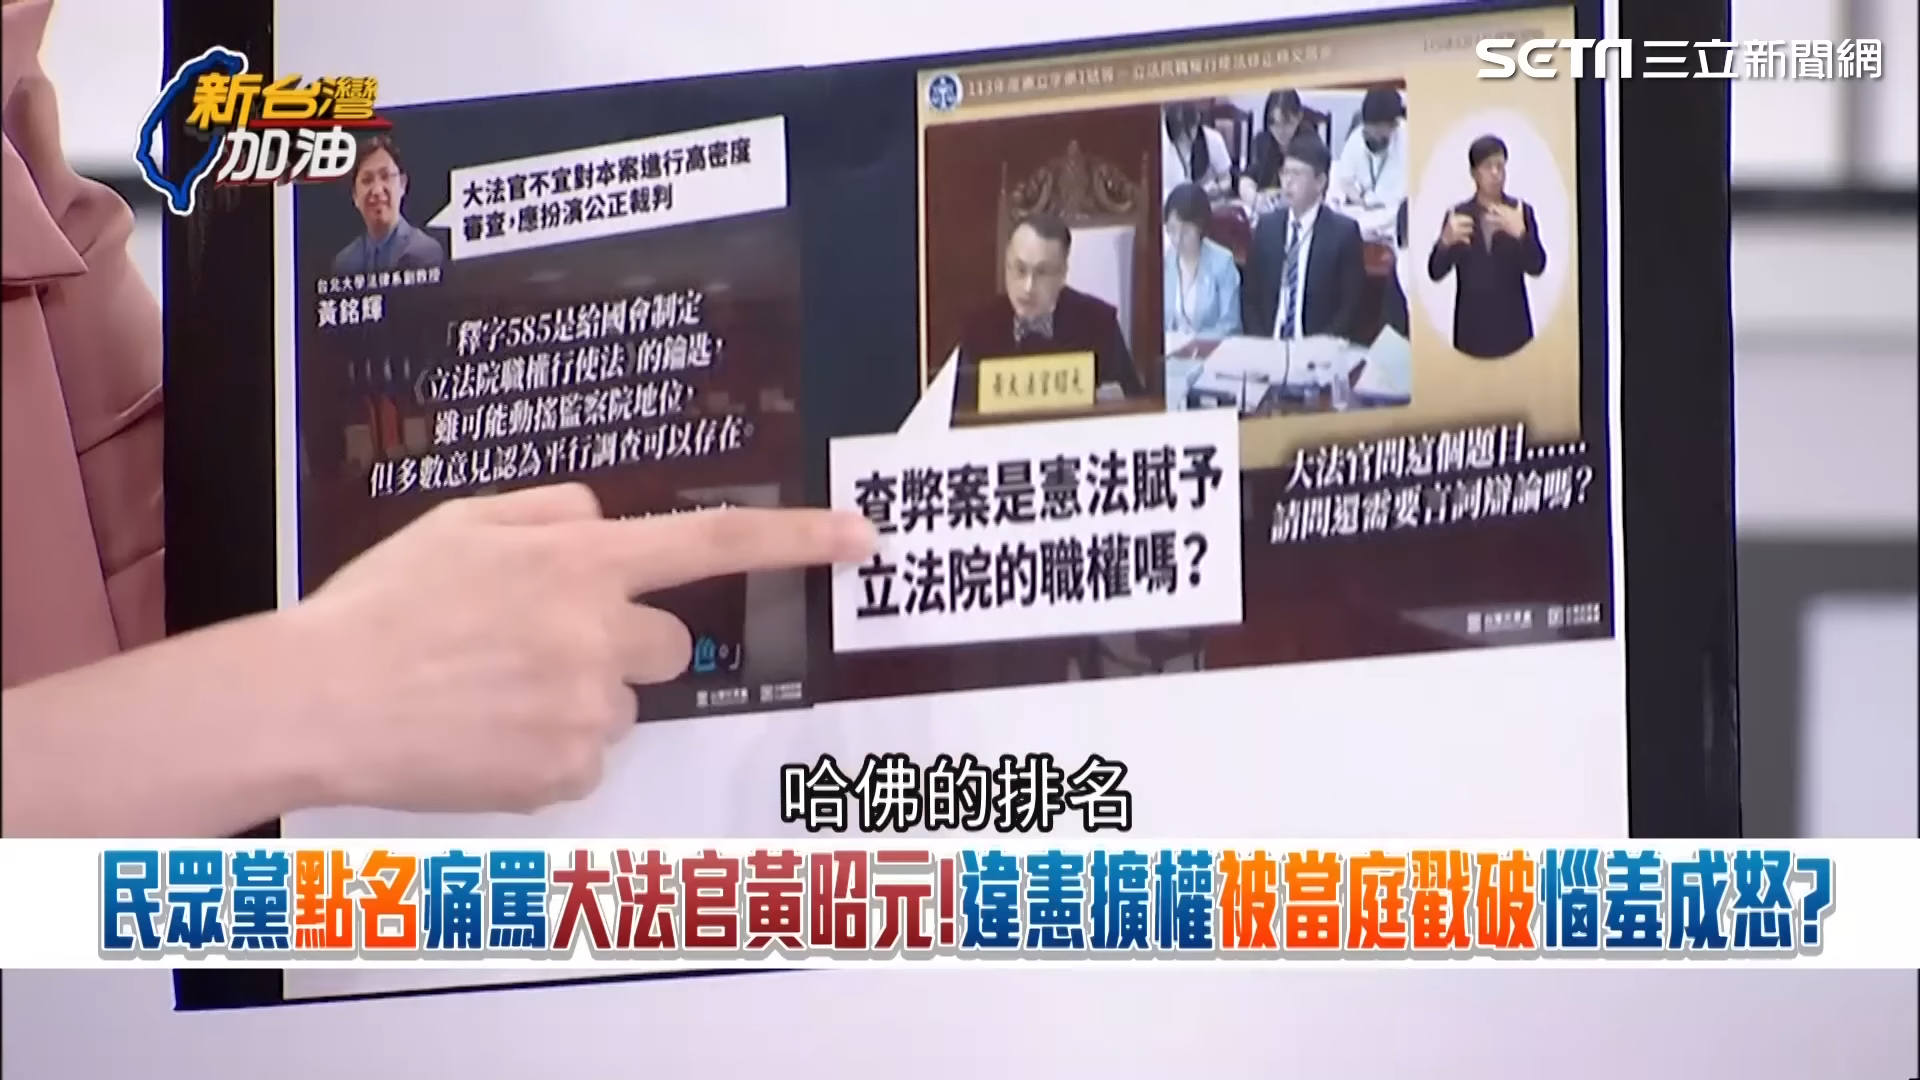 SETN三立新聞網
新台灣
加油
大法官不宜對本案進行高密度
審查,應扮演公正裁判
台北大學法律系副教授
黃銘輝
「釋字585是給國會制定
《立法院職權行使法》的鑰匙,
雖可能動搖監察院地位,
但多數意見認為平行調查可以存在。
色。」
查弊案是憲法賦予
立法院的職權嗎?
大法官問這個題目......
請問還需要言詞辯論嗎?
哈佛的排名
民眾黨點名痛罵大法官黃昭元!違憲擴權被當庭戳破惱羞成怒?